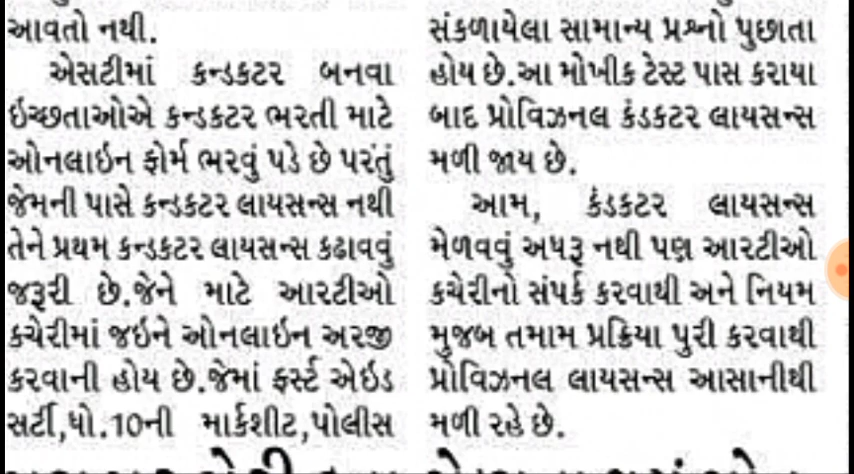 આવતો નથી.
એસટીમાં કન્ડકટર બનવા
ઇચ્છતાઓએ કન્ડકટર ભરતી માટે
ઓનલાઇન ફોર્મ ભરવું પડે છે પરંતું
જેમની પાસે કન્ડકટર લાયસન્સ નથી
તેને પ્રથમ કન્ડકટર લાયસન્સ કઢાવવું
જરૂરી છે.જેને માટે આરટીઓ
કચેરીમાં જઇને ઓનલાઇન અરજી
કરવાની હોય છે.જેમાં ફર્સ્ટ એઇડ
સર્ટી,ધો.10ની માર્કશીટ,પોલીસ
સંકળાયેલા સામાન્ય પ્રશ્નો પુછાતા
હોય છે.આ મોખીક ટેસ્ટ પાસ કરાયા
બાદ પ્રોવિઝનલ કંડકટર લાયસન્સ
મળી જાય છે.
આમ, કંડકટર લાયસન્સ
મેળવવું અધરૂ નથી પણ આરટીઓ
કચેરીનો સંપર્ક કરવાથી અને નિયમ
મુજબ તમામ પ્રક્રિયા પુરી કરવાથી
પ્રોવિઝનલ લાયસન્સ આસાનીથી
મળી રહે છે.